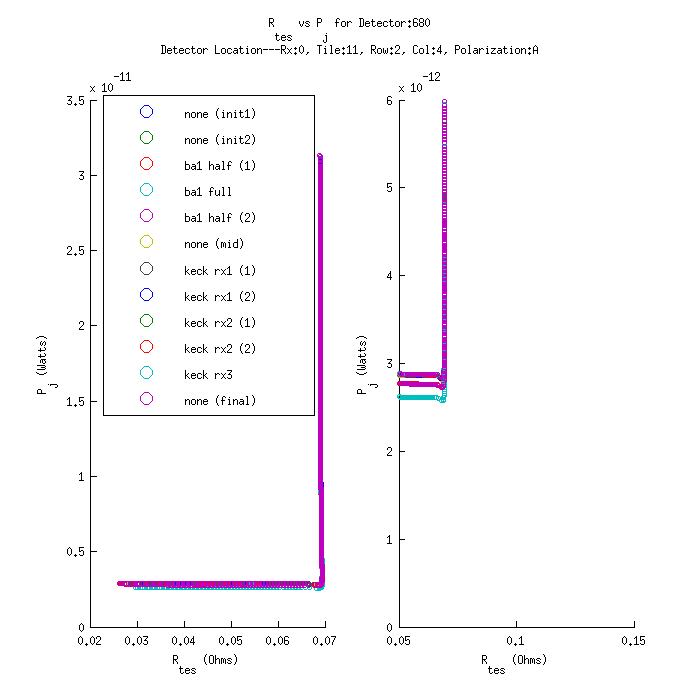 R tes vs P j for Detector:680
Detector Location---Rx:0, Tile:11, Row:2, Col:4, Polarization:A
x 10^-11
3.5
3
2.5
2
1.5
1
0.5
0
P j (Watts)
none (init1)
none (init2)
ba1 half (1)
ba1 full
ba1 half (2)
none (mid)
keck rx1 (1)
keck rx1 (2)
keck rx2 (1)
keck rx2 (2)
keck rx3
none (final)
0.02 0.03 0.04 0.05 0.06 0.07
R tes (Ohms)
x 10^-12
6
5
4
3
2
1
0
P j (Watts)
0.05 0.1 0.15
R tes (Ohms)